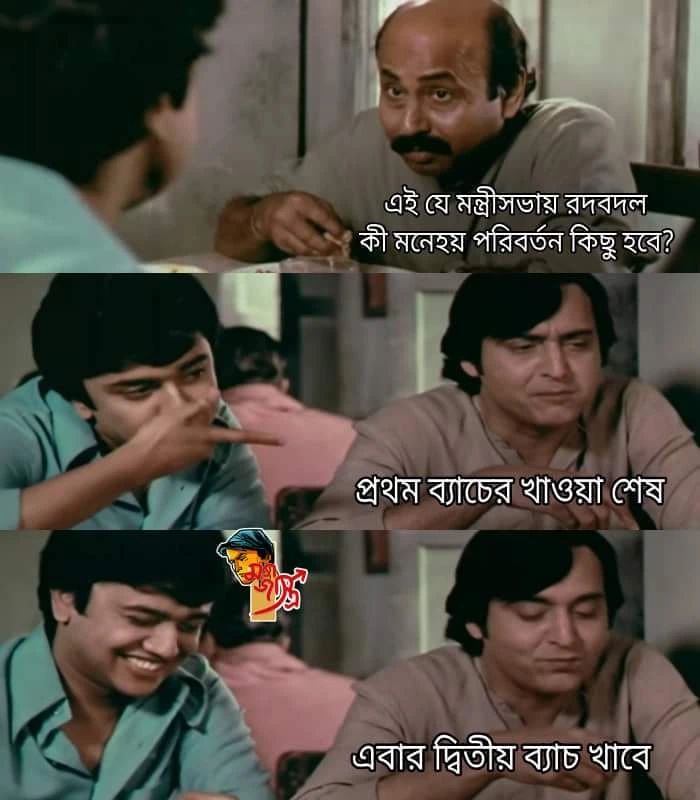 এই যে মন্ত্রীসভায় রদবদল
কী মনেহয় পরিবর্তন কিছু হবে?
প্রথম ব্যাচের খাওয়া শেষ
এবার দ্বিতীয় ব্যাচ খাবে